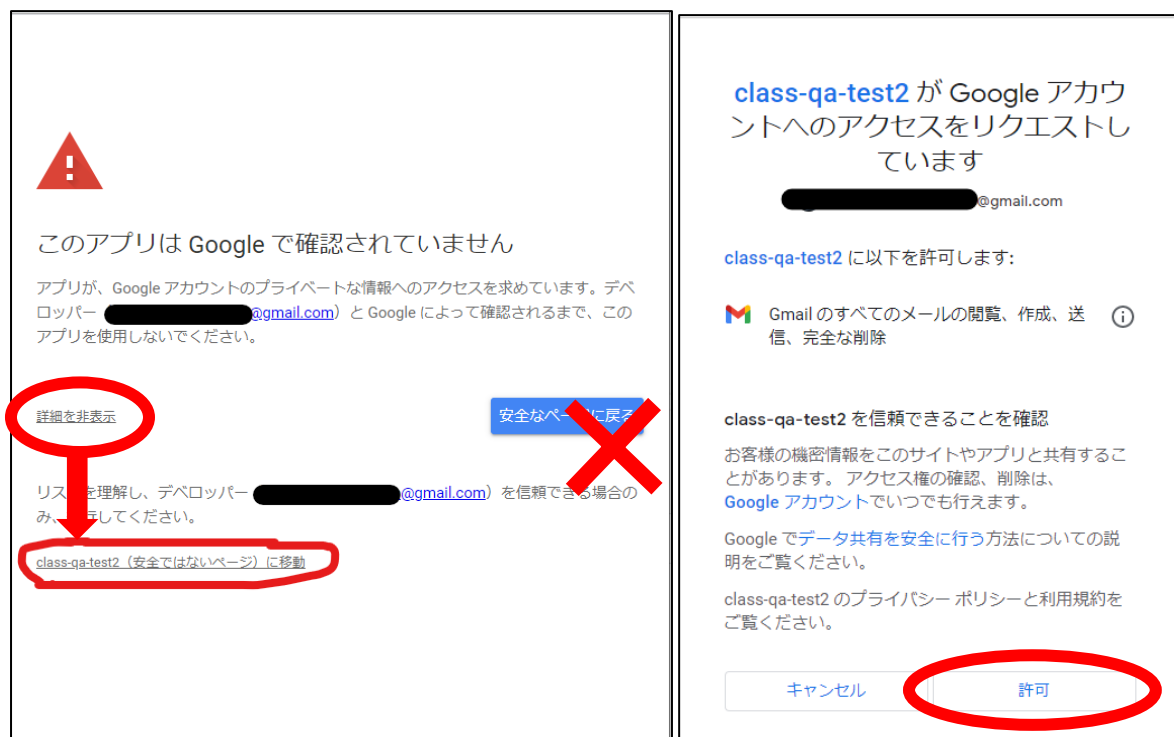 このアプリは Google で確認されていません
アプリが、Google アカウントのプライベートな情報へのアクセスを求めています。デベ
ロッパー @gmail.com）と Google によって確認されるまで、この
アプリを使用しないでください。
詳細を非表示
安全なページに戻る
リスクを理解し、デベロッパー @gmail.com）を信頼できる場合の
み、続行してください。
class-qa-test2（安全ではないページ）に移動
class-qa-test2 が Google アカウ
ントへのアクセスをリクエストし
ています
@gmail.com
class-qa-test2 に以下を許可します:
Gmail のすべてのメールの閲覧、作成、送
信、完全な削除
class-qa-test2 を信頼できることを確認
お客様の機密情報をこのサイトやアプリと共有するこ
とがあります。 アクセス権の確認、削除は、
Google アカウントでいつでも行えます。
Google でデータ共有を安全に行う方法についての説
明をご覧ください。
class-qa-test2 のプライバシー ポリシーと利用規約を
ご覧ください。
キャンセル
許可